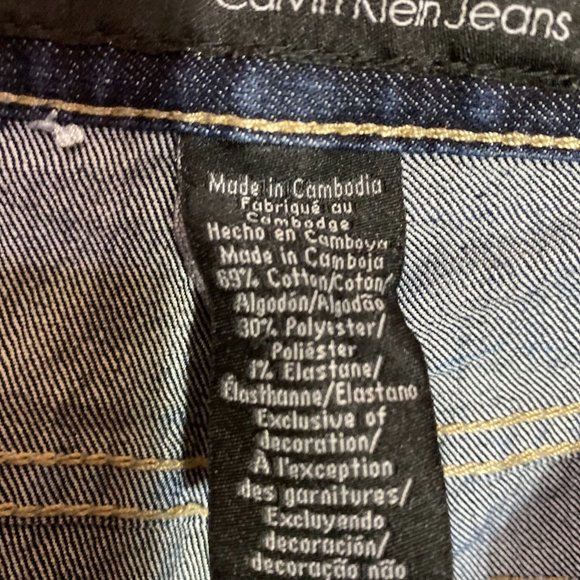 Calvin Klein Jeans
Made in Cambodia
Fabriqué au
Cambodge
Hecho en Camboya
Made in Camboja
69% Cotton/Coton/
Algodón/Algodão
30% Polyester/
Poliéster
1% Elastane/
Élasthanne/Elastano
Exclusive of
decoration/
À l'exception
des garnitures/
Excluyendo
decoración/
decoração não